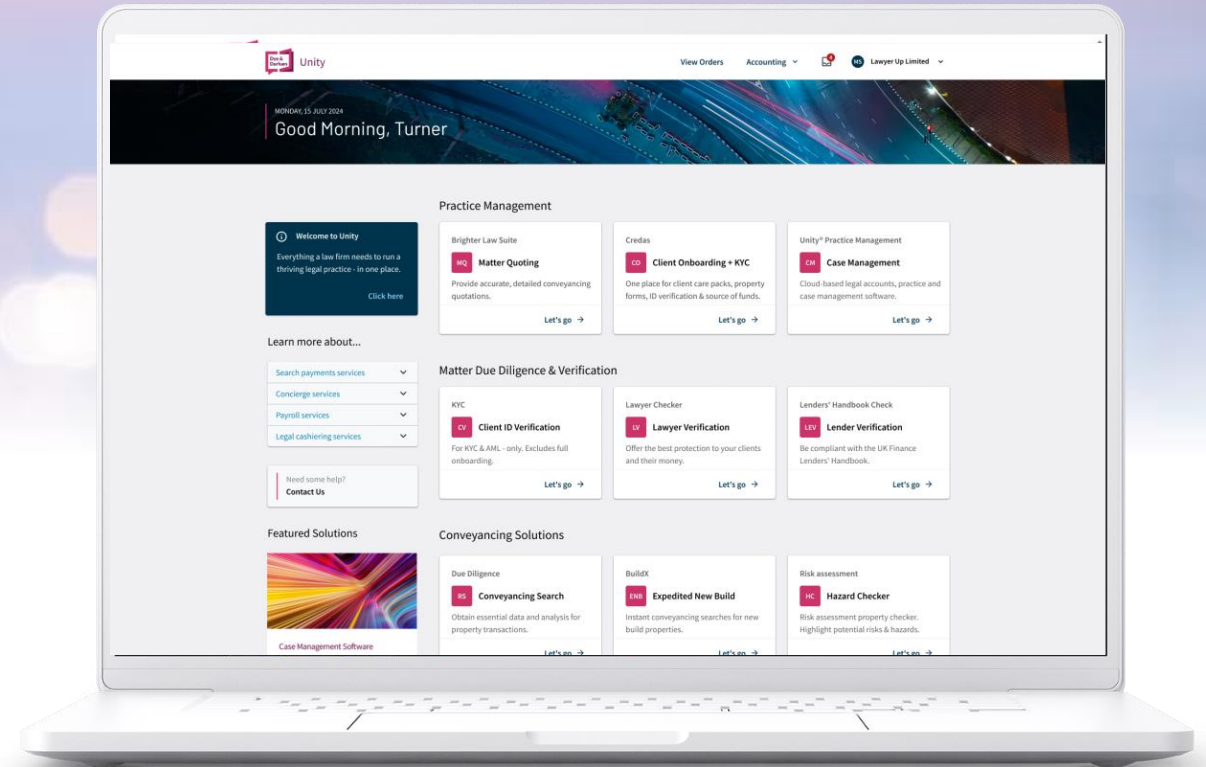 Dye & Durham
Unity
View Orders
Accounting
MS
Lawyer Up Limited
MONDAY, 15 JULY 2024
Good Morning, Turner
Welcome to Unity
Everything a law firm needs to run a
thriving legal practice - in one place.
Click here
Learn more about...
Search payments services
Concierge services
Payroll services
Legal cashiering services
Need some help?
Contact Us
Featured Solutions
Case Management Software
Practice Management
Brighter Law Suite
MQ Matter Quoting
Provide accurate, detailed conveyancing
quotations.
Let's go →
Credas
CO Client Onboarding + KYC
One place for client care packs, property
forms, ID verification & source of funds.
Let's go →
Unity® Practice Management
CM Case Management
Cloud-based legal accounts, practice and
case management software.
Let's go →
Matter Due Diligence & Verification
KYC
CV Client ID Verification
For KYC & AML - only. Excludes full
onboarding.
Let's go →
Lawyer Checker
LV Lawyer Verification
Offer the best protection to your clients
and their money.
Let's go →
Lenders' Handbook Check
LEV Lender Verification
Be compliant with the UK Finance
Lenders' Handbook.
Let's go →
Conveyancing Solutions
Due Diligence
RS Conveyancing Search
Obtain essential data and analysis for
property transactions.
Let's go →
BuildX
ENB Expedited New Build
Instant conveyancing searches for new
build properties.
Let's go →
Risk assessment
HC Hazard Checker
Risk assessment property checker.
Highlight potential risks & hazards.
Let's go →